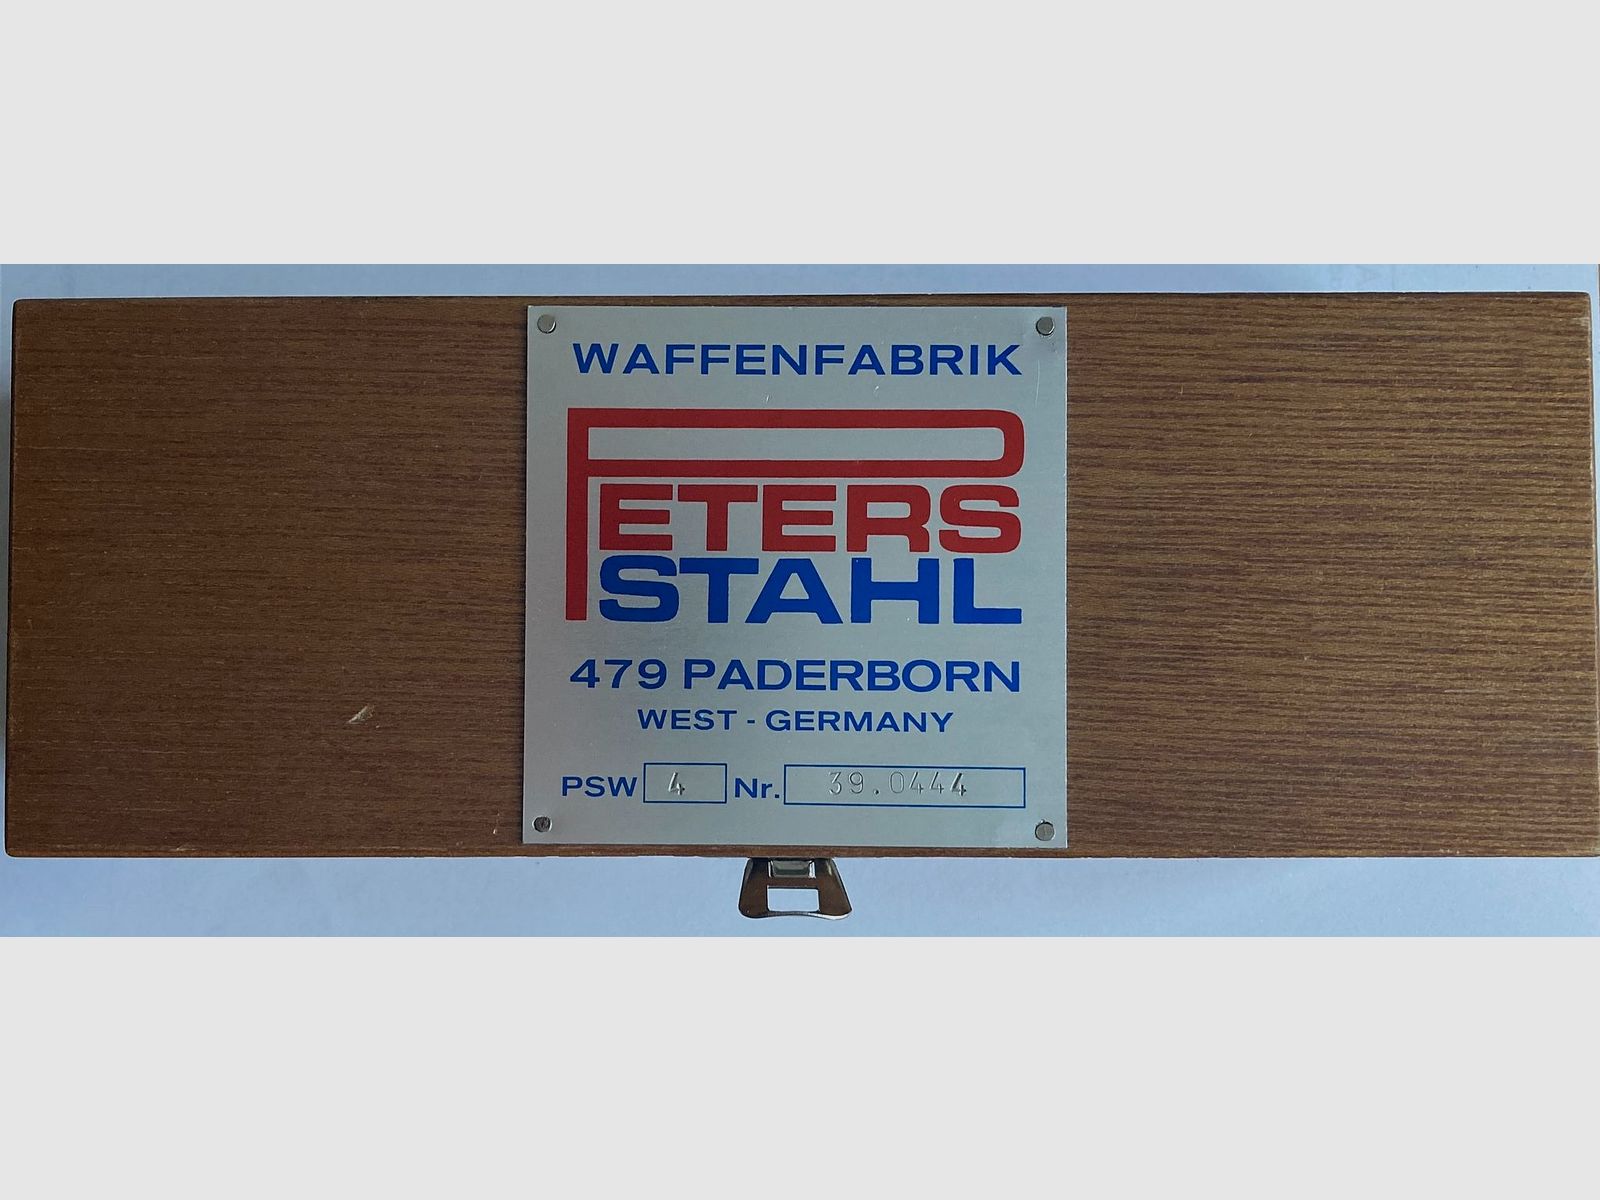 WAFFENFABRIK
PETERS
STAHL
479 PADERBORN
WEST - GERMANY
PSW 4 Nr. 39.0444